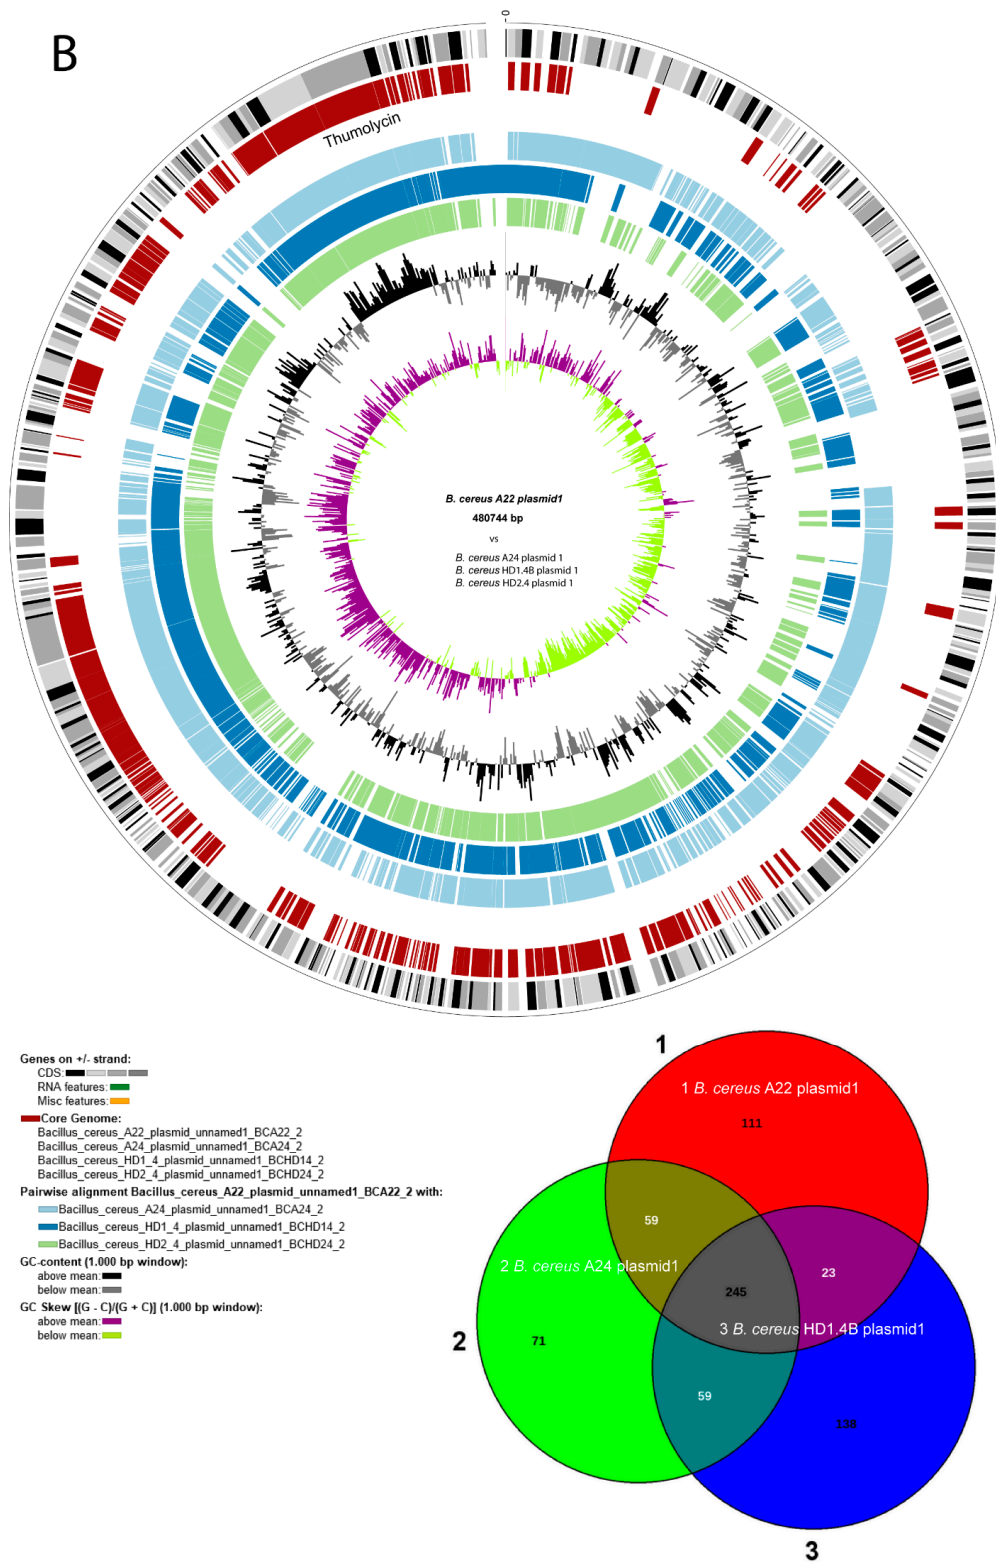 B
0
Thumolycin
B. cereus A22 plasmid1
480744 bp
vs
B. cereus A24 plasmid 1
B. cereus HD1.4B plasmid 1
B. cereus HD2.4 plasmid 1
Genes on +/- strand:
CDS:
RNA features:
Misc features:
Core Genome:
Bacillus_cereus_A22_plasmid_unnamed1_BCA22_2
Bacillus_cereus_A24_plasmid_unnamed1_BCA24_2
Bacillus_cereus_HD1_4_plasmid_unnamed1_BCHD14_2
Bacillus_cereus_HD2_4_plasmid_unnamed1_BCHD24_2
Pairwise alignment Bacillus_cereus_A22_plasmid_unnamed1_BCA22_2 with:
Bacillus_cereus_A24_plasmid_unnamed1_BCA24_2
Bacillus_cereus_HD1_4_plasmid_unnamed1_BCHD14_2
Bacillus_cereus_HD2_4_plasmid_unnamed1_BCHD24_2
GC-content (1.000 bp window):
above mean:
below mean:
GC Skew [(G - C)/(G + C)] (1.000 bp window):
above mean:
below mean:
1
1 B. cereus A22 plasmid1
111
59
2 B. cereus A24 plasmid1
23
245
3 B. cereus HD1.4B plasmid1
2
71
59
138
3